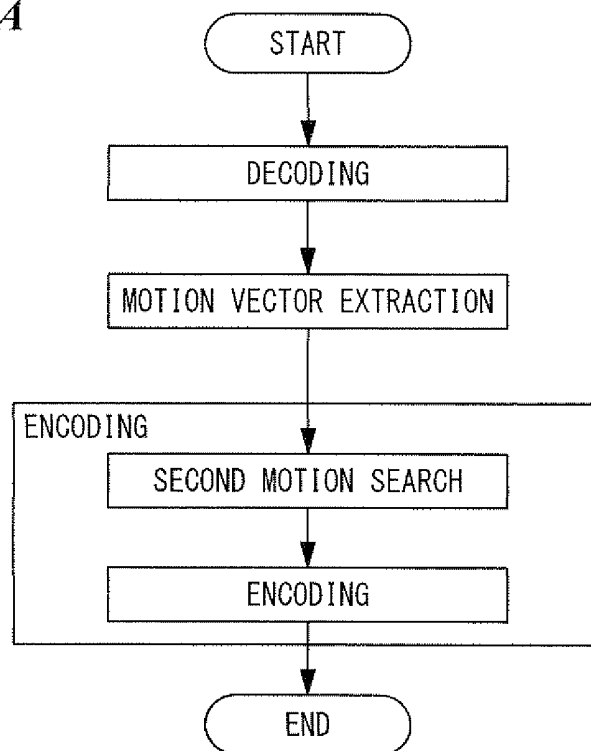 A
START
DECODING
MOTION VECTOR EXTRACTION
ENCODING
SECOND MOTION SEARCH
ENCODING
END